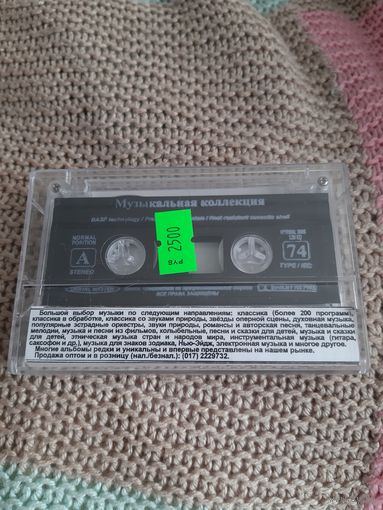 Музыкальная коллекция
BASF technology /
NORMAL
POSITION
A
STEREO
РУБ
2500
74
TYPE I IEC
ВСЕ ПРАВА ЗАЩИЩЕНЫ
Большой выбор музыки по следующим направлениям: классика (более 200 программ),
классика в обработке, классика со звуками природы, звёзды оперной сцены, духовная музыка,
популярные эстрадные оркестры, звуки природы, романсы и авторская песня, танцевальные
мелодии, музыка и песни из фильмов, колыбельные, песни и сказки для детей, музыка и сказки
для детей, этническая музыка стран и народов мира, инструментальная музыка (гитара,
саксофон и др.), музыка для знаков зодиака, Нью-Эйдж, электронная музыка и многое другое.
Многие альбомы редки и уникальны и впервые представлены на нашем рынке.
Продажа оптом и в розницу (нал./безнал.): (017) 2229732.